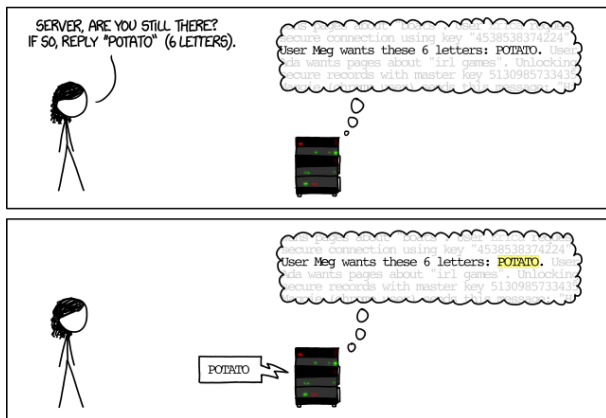 SERVER, ARE YOU STILL THERE?
IF SO, REPLY "POTATO" (6 LETTERS).
secure connection using key "4538538374224"
User Meg wants these 6 letters: POTATO. User
Ada wants pages about "irl games". Unlocking
secure records with master key 5130985733435
secure connection using key "4538538374224"
User Meg wants these 6 letters: POTATO. User
Ada wants pages about "irl games". Unlocking
secure records with master key 5130985733435
POTATO